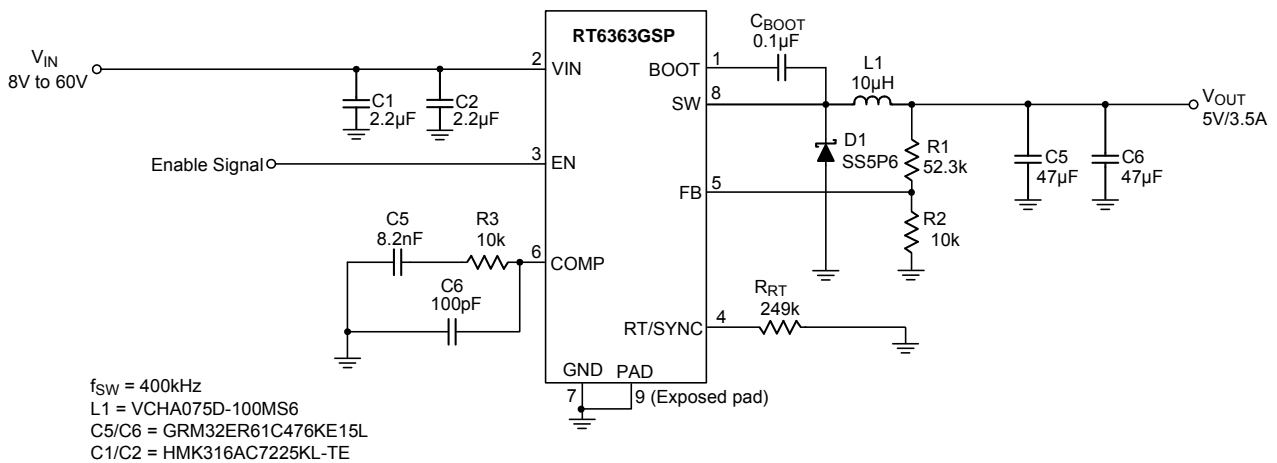 RT6363GSP
V_IN
8V to 60V
2
VIN
C1
2.2µF
C2
2.2µF
Enable Signal
3
EN
C5
8.2nF
R3
10k
6
COMP
C6
100pF
C_BOOT
0.1µF
1
BOOT
SW
8
L1
10µH
V_OUT
5V/3.5A
D1
SS5P6
R1
52.3k
C5
47µF
C6
47µF
FB
5
R2
10k
R_RT
249k
RT/SYNC
4
GND
PAD
7
9 (Exposed pad)
f_SW = 400kHz
L1 = VCHA075D-100MS6
C5/C6 = GRM32ER61C476KE15L
C1/C2 = HMK316AC7225KL-TE